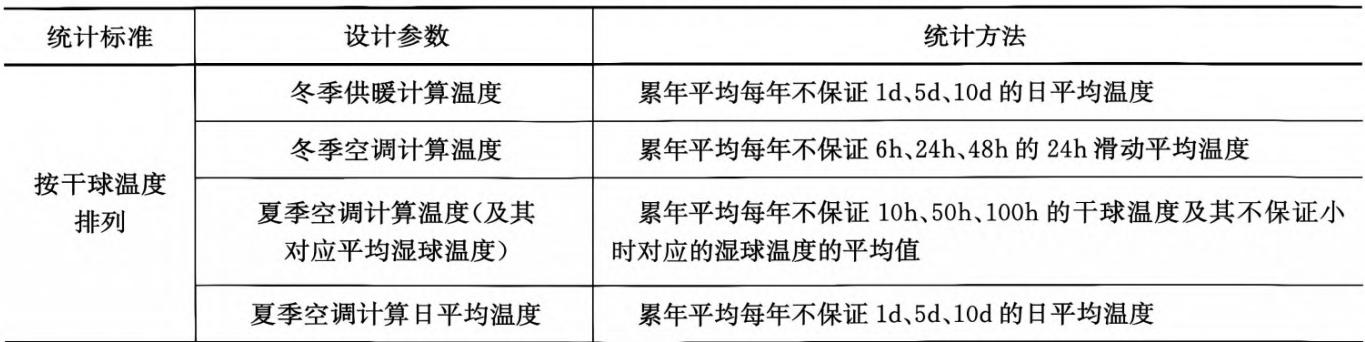 统计标准 设计参数 统计方法
冬季供暖计算温度 累年平均每年不保证 1d、5d、10d 的日平均温度
冬季空调计算温度 累年平均每年不保证 6h、24h、48h 的 24h 滑动平均温度
按干球温度
排列
夏季空调计算温度(及其
对应平均湿球温度)
累年平均每年不保证 10h、50h、100h 的干球温度及其不保证小
时对应的湿球温度的平均值
夏季空调计算日平均温度 累年平均每年不保证 1d、5d、10d 的日平均温度